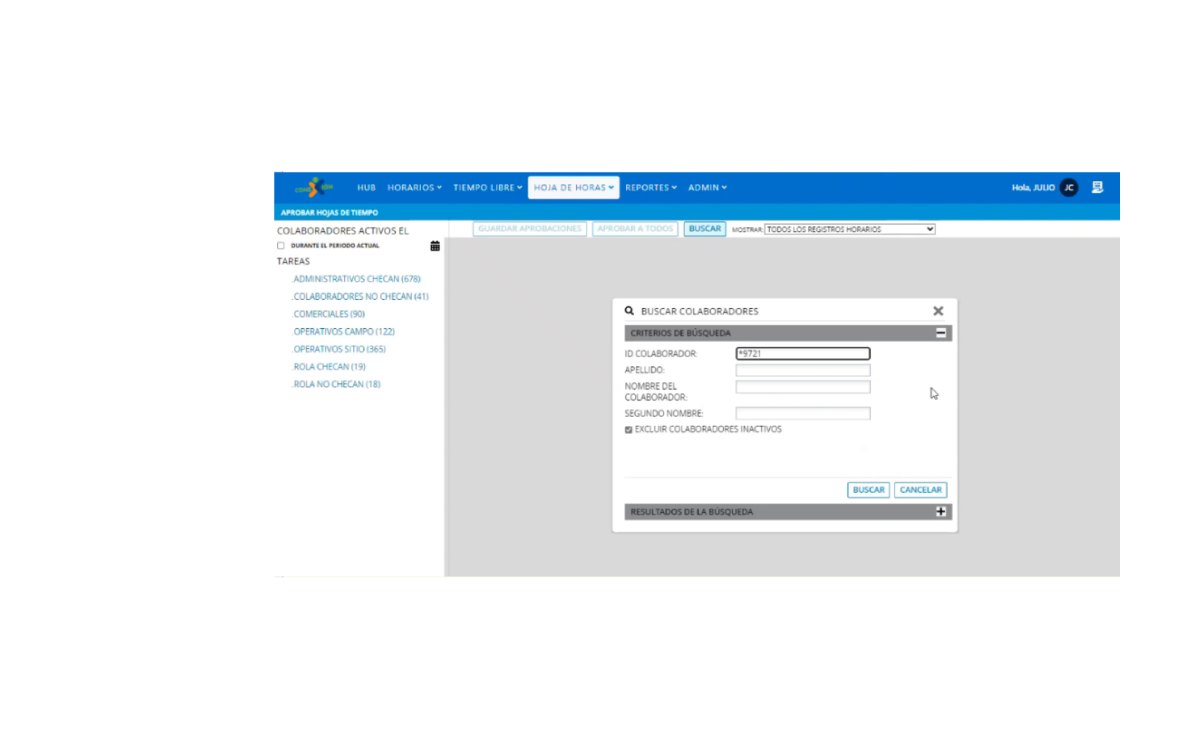 HUB HORARIOS TIEMPO LIBRE HOJA DE HORAS REPORTES ADMIN Hola, JULIO JC
APROBAR HOJAS DE TIEMPO
COLABORADORES ACTIVOS EL
DURANTE EL PERIODO ACTUAL
TAREAS
.ADMINISTRATIVOS CHECAN (678)
.COLABORADORES NO CHECAN (41)
.COMERCIALES (90)
.OPERATIVOS CAMPO (122)
.OPERATIVOS SITIO (365)
.ROLA CHECAN (19)
.ROLA NO CHECAN (18)
GUARDAR APROBACIONES APROBAR A TODOS BUSCAR MOSTRAR TODOS LOS REGISTROS HORARIOS
BUSCAR COLABORADORES
CRITERIOS DE BÚSQUEDA
ID COLABORADOR: *9721
APELLIDO:
NOMBRE DEL
COLABORADOR:
SEGUNDO NOMBRE:
EXCLUIR COLABORADORES INACTIVOS
BUSCAR CANCELAR
RESULTADOS DE LA BÚSQUEDA